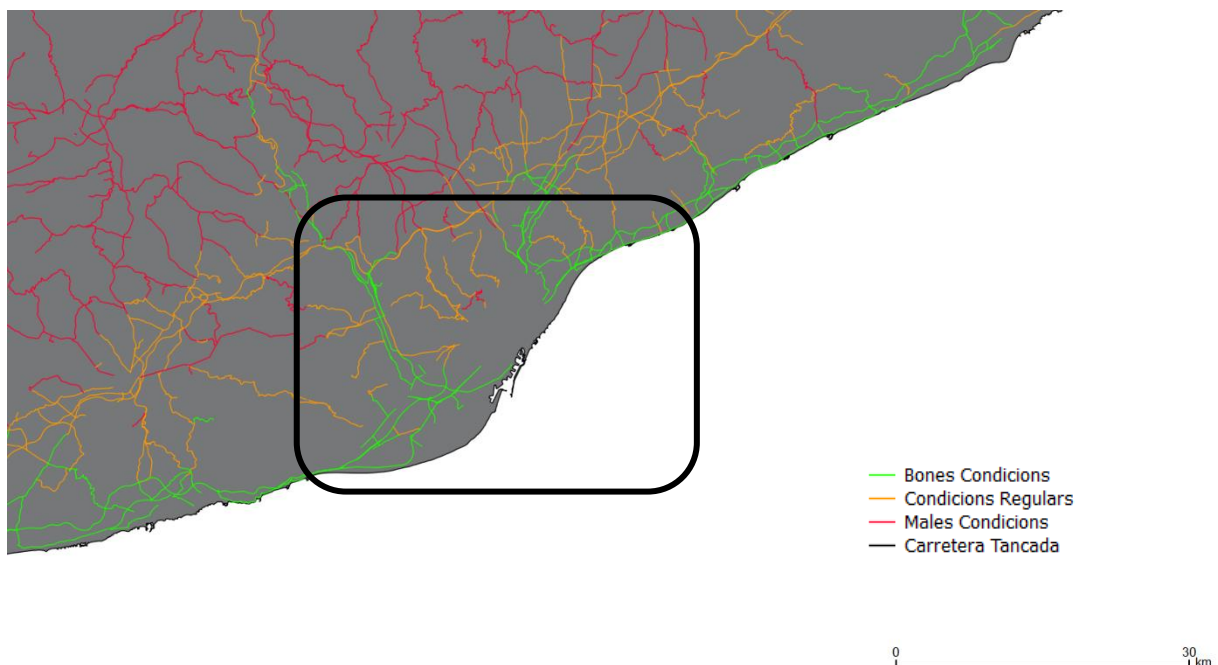 Bones Condicions
Condicions Regulars
Males Condicions
Carretera Tancada
0 30
km